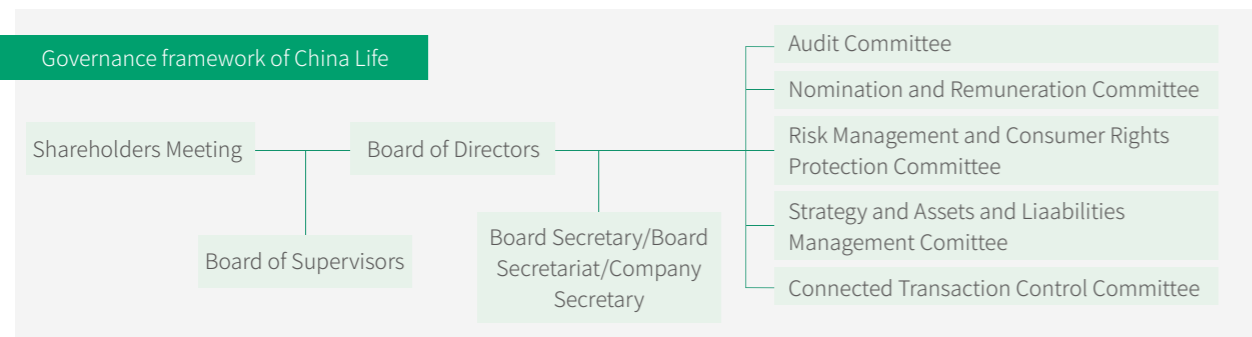 Governance framework of China Life
Shareholders Meeting
Board of Directors
Board of Supervisors
Board Secretary/Board
Secretariat/Company
Secretary
Audit Committee
Nomination and Remuneration Committee
Risk Management and Consumer Rights
Protection Committee
Strategy and Assets and Liaabilities
Management Comittee
Connected Transaction Control Committee